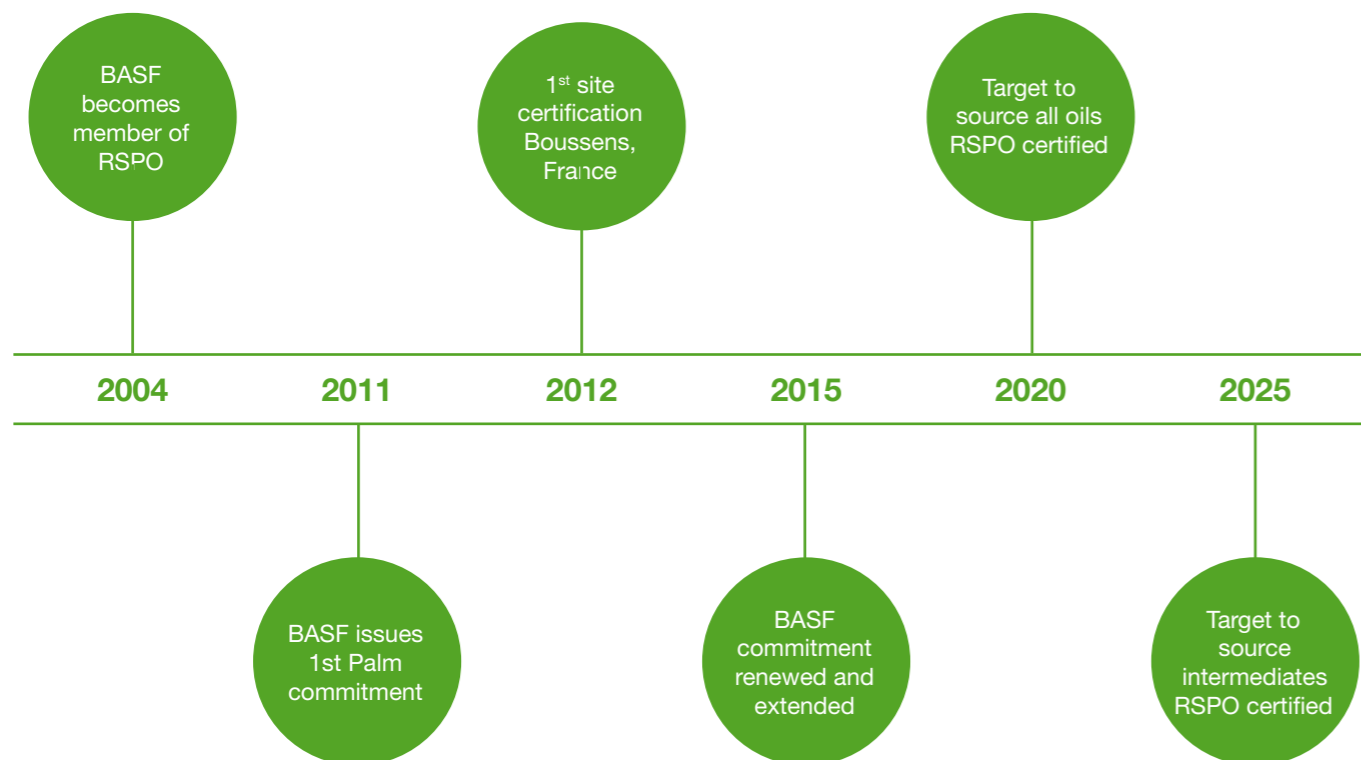 BASF
becomes
member of
RSPO
1st site
certification
Boussens,
France
Target to
source all oils
RSPO certified
2004 2011 2012 2015 2020 2025
BASF issues
1st Palm
commitment
BASF
commitment
renewed and
extended
Target to
source
intermediates
RSPO certified